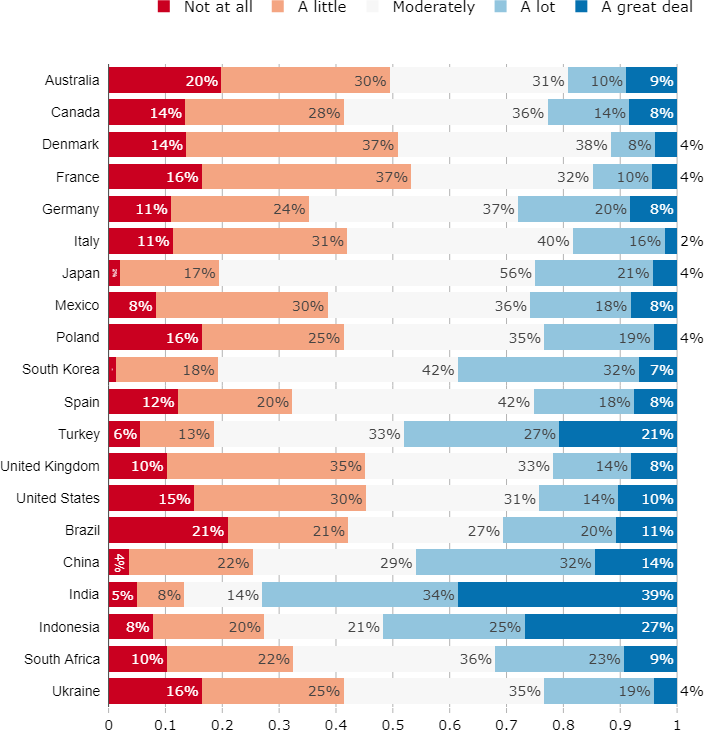 Not at all A little Moderately A lot A great deal
Australia 20% 30% 31% 10% 9%
Canada 14% 28% 36% 14% 8%
Denmark 14% 37% 38% 8% 4%
France 16% 37% 32% 10% 4%
Germany 11% 24% 37% 20% 8%
Italy 11% 31% 40% 16% 2%
Japan 2% 17% 56% 21% 4%
Mexico 8% 30% 36% 18% 8%
Poland 16% 25% 35% 19% 4%
South Korea 18% 42% 32% 7%
Spain 12% 20% 42% 18% 8%
Turkey 6% 13% 33% 27% 21%
United Kingdom 10% 35% 33% 14% 8%
United States 15% 30% 31% 14% 10%
Brazil 21% 21% 27% 20% 11%
China 4% 22% 29% 32% 14%
India 5% 8% 14% 34% 39%
Indonesia 8% 20% 21% 25% 27%
South Africa 10% 22% 36% 23% 9%
Ukraine 16% 25% 35% 19% 4%
0 0.1 0.2 0.3 0.4 0.5 0.6 0.7 0.8 0.9 1